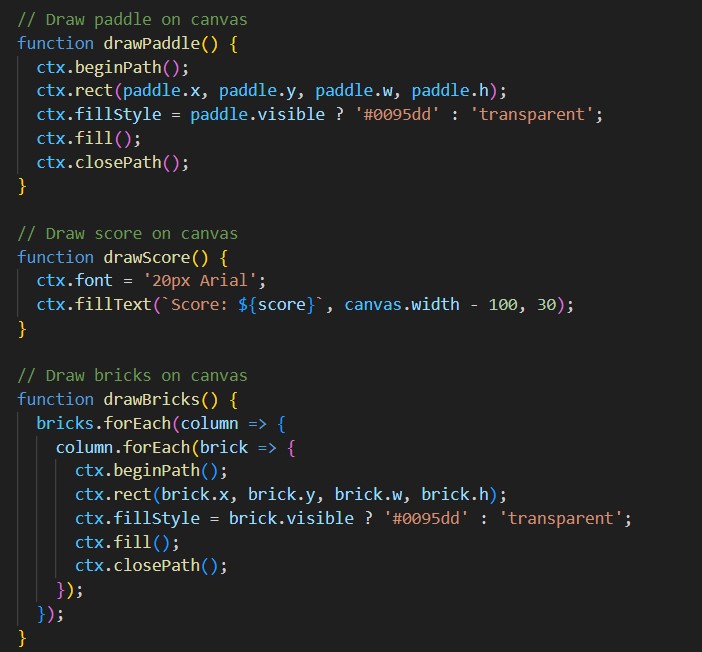 // Draw paddle on canvas
function drawPaddle() {
  ctx.beginPath();
  ctx.rect(paddle.x, paddle.y, paddle.w, paddle.h);
  ctx.fillStyle = paddle.visible ? '#0095dd' : 'transparent';
  ctx.fill();
  ctx.closePath();
}

// Draw score on canvas
function drawScore() {
  ctx.font = '20px Arial';
  ctx.fillText(`Score: ${score}`, canvas.width - 100, 30);
}

// Draw bricks on canvas
function drawBricks() {
  bricks.forEach(column => {
    column.forEach(brick => {
      ctx.beginPath();
      ctx.rect(brick.x, brick.y, brick.w, brick.h);
      ctx.fillStyle = brick.visible ? '#0095dd' : 'transparent';
      ctx.fill();
      ctx.closePath();
    });
  });
}